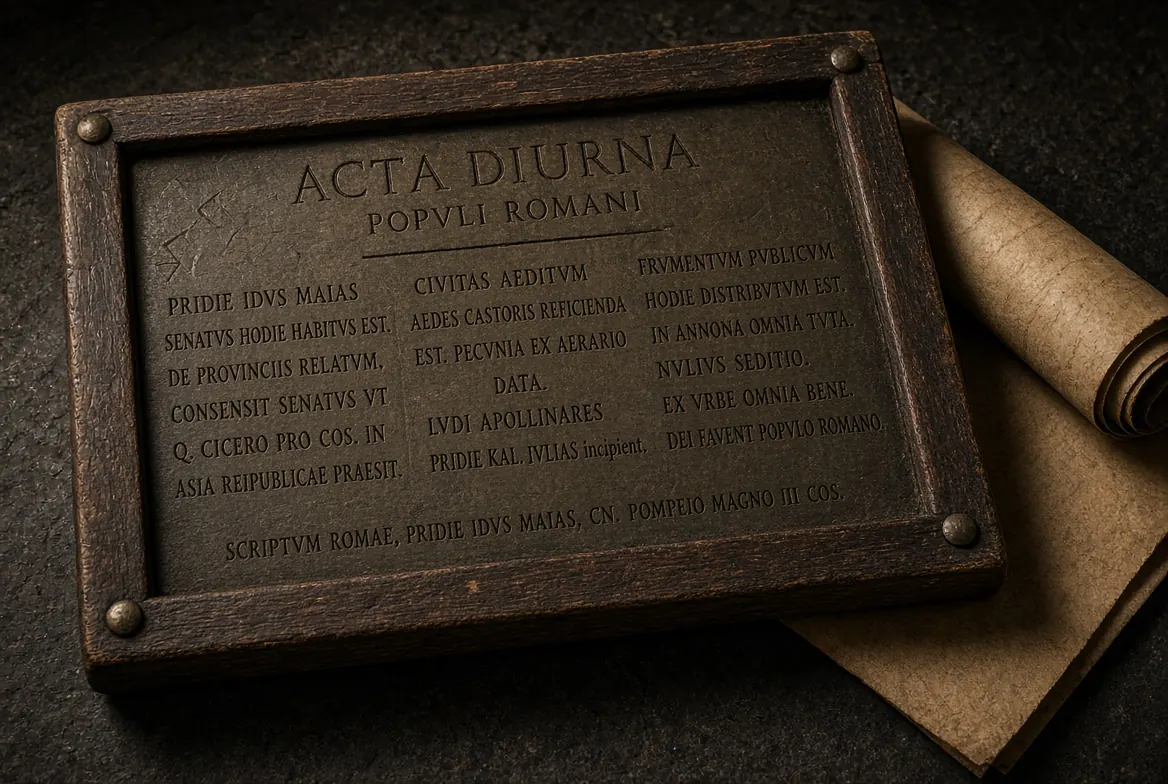 ACTA DIURNA
POPVLI ROMANI
PRIDIE IDVS MAIAS
SENATVS HODIE HABITVS EST.
DE PROVINCIIS RELATVM,
CONSENSIT SENATVS VT
Q. CICERO PRO COS. IN
ASIA REIPUBLICAE PRAESIT.
CIVITAS AEDITVM
AEDES CASTORIS REFICIENDA
EST. PECVNIA EX AERARIO
DATA.
LVDI APOLLINARES
PRIDIE KAL. IVLIAS incipient,
FRVMENTVM PVBLICVM
HODIE DISTRIBVTVM EST.
IN ANNONA OMNIA TVTA.
NVLIVS SEDITIO.
EX VRBE OMNIA BENE.
DEI FAVENT POPVLO ROMANO.
SCRIPTVM ROMAE, PRIDIE IDVS MAIAS, CN. POMPEIO MAGNO III COS.